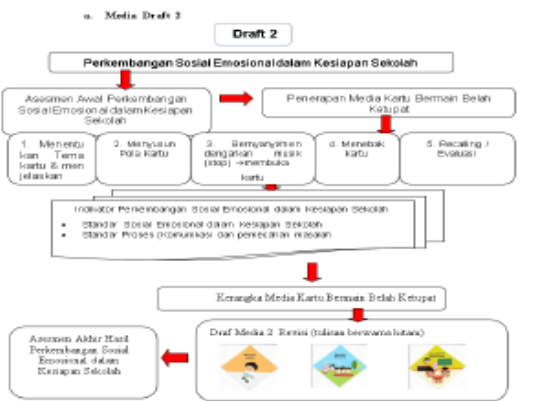 a. Media Draft 2
Draft 2
Perkembangan Sosial Emosional dalam Kesiapan Sekolah
Asesmen Awal Perkembangan
Sosial Emosional dalam Kesiapan
Sekolah
Penerapan Media Kartu Bermain Belah
Ketupat
1. Menentu
kan Tema
kartu & men
jelaskan
2. Menyusun
Pola Kartu
3. Bernyanyi/men
dengarkan musik
(stop) →membuka
kartu
4. Menebak
kartu
5. Recalling /
Evaluasi
Indikator Perkembangan Sosial Emosional dalam Kesiapan Sekolah
• Standar Sosial Emosional dalam Kesiapan Sekolah
• Standar Proses (Komunikasi dan pemecahan masalah
Kerangka Media Kartu Bermain Belah Ketupat
Draf Media 2 Revisi (tulisan berwarna hitam)
Asesmen Akhir Hasil
Perkembangan Sosial
Emosional dalam
Kesiapan Sekolah